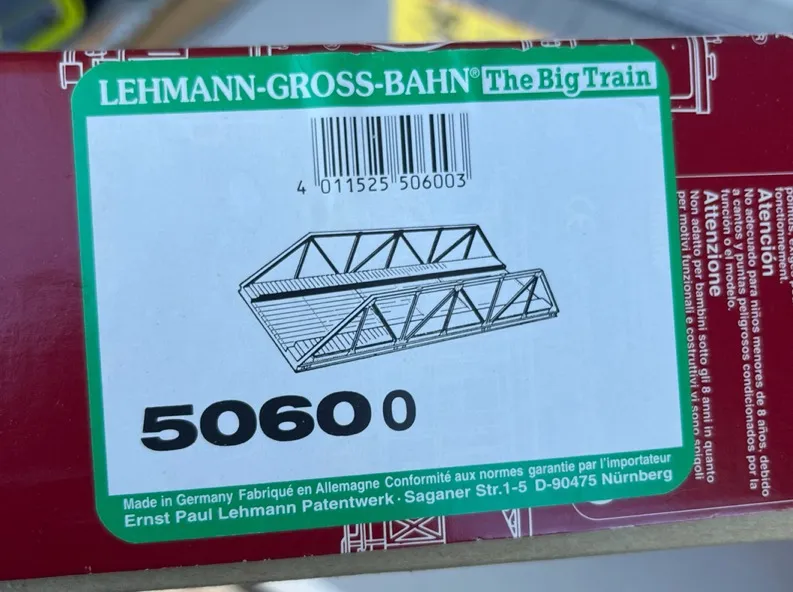 LEHMANN-GROSS-BAHN® The Big Train
4 011525 506003
50600
Made in Germany Fabriqué en Allemagne Conformité aux normes garantie par l'importateur
Ernst Paul Lehmann Patentwerk · Saganer Str.1-5 D-90475 Nürnberg
fonctionnement.
Atención
No adecuado para niños menores de 8 años, debido
a cantos y puntas peligrosos condicionados por la
función o el modelo.
Attenzione
Non adatto per bambini sotto gli 8 anni in quanto
per motivi funzionali e costruttivi vi sono spigoli